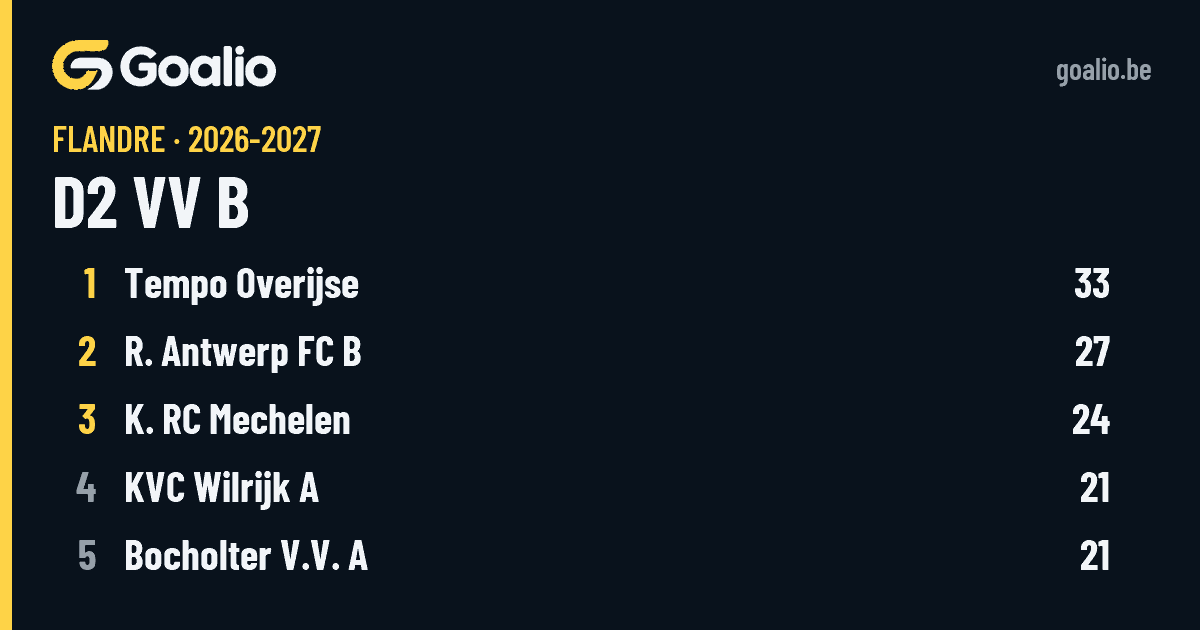 Goalio
goalio.be
FLANDRE · 2026-2027
D2 VV B
1 Tempo Overijse 33
2 R. Antwerp FC B 27
3 K. RC Mechelen 24
4 KVC Wilrijk A 21
5 Bocholter V.V. A 21